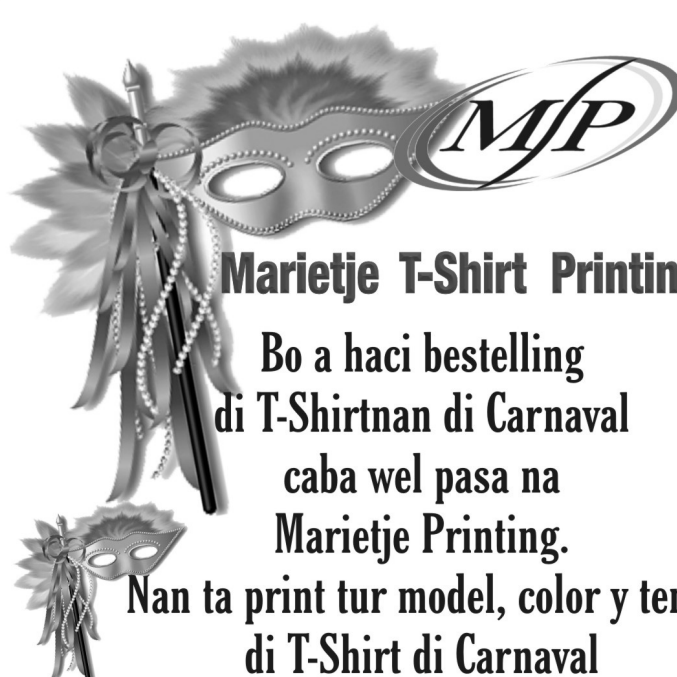 MP
Marietje T-Shirt Printin
Bo a haci bestelling
di T-Shirtnan di Carnaval
caba wel pasa na
Marietje Printing.
Nan ta print tur model, color y
di T-Shirt di Carnaval